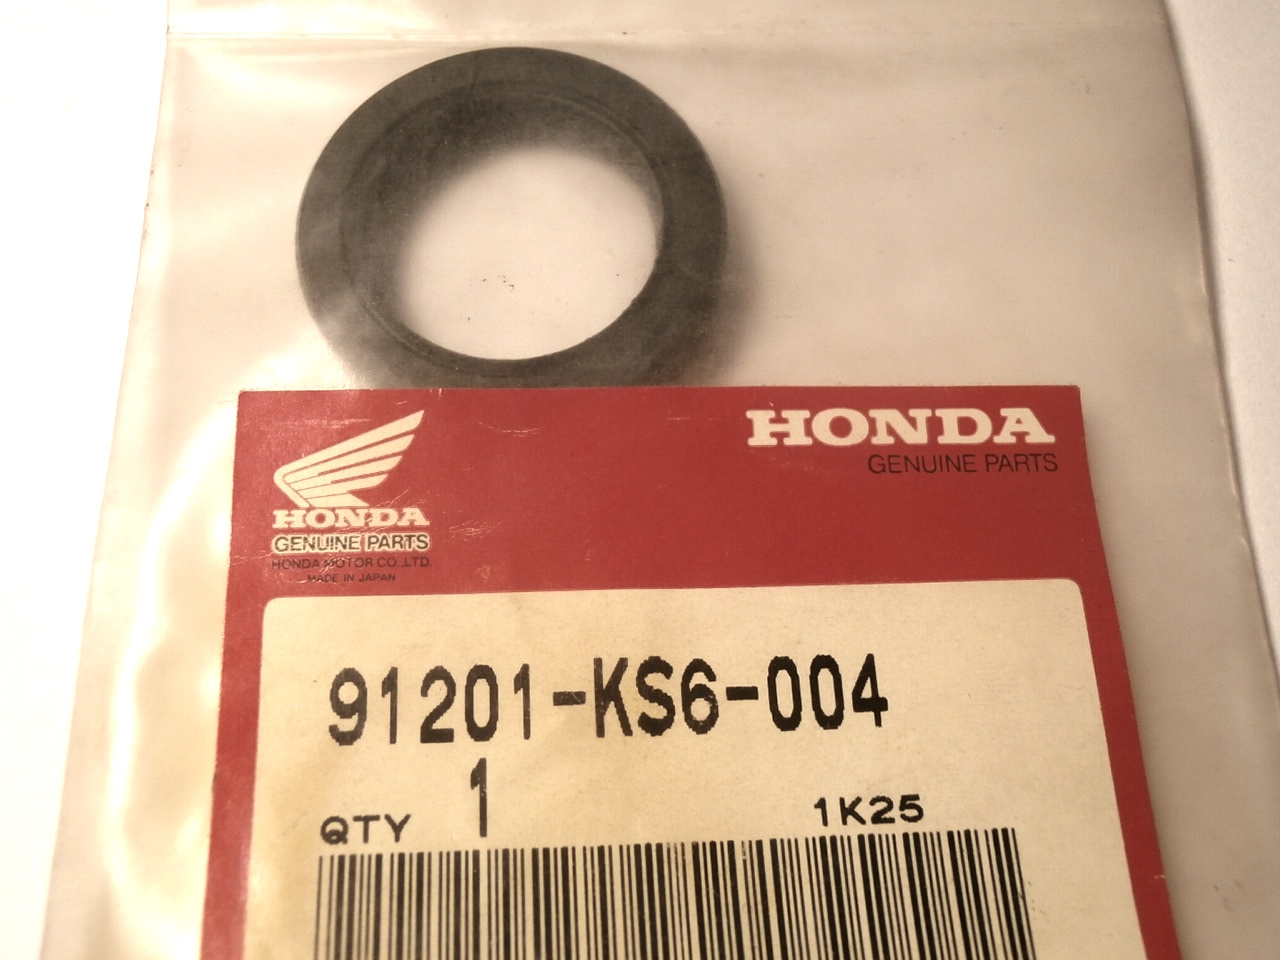 HONDA
GENUINE PARTS
HONDA
GENUINE PARTS
HONDA MOTOR CO.,LTD.
MADE IN JAPAN
91201-KS6-004
QTY 1 1K25